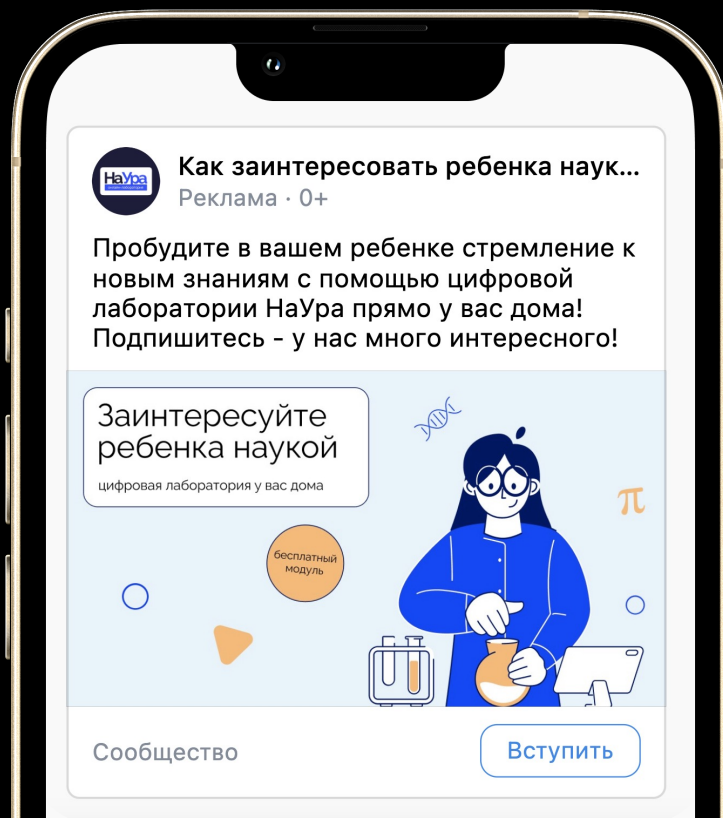 НаУра
Как заинтересовать ребенка наук...
Реклама · 0+
Пробудите в вашем ребенке стремление к
новым знаниям с помощью цифровой
лаборатории НаУра прямо у вас дома!
Подпишитесь - у нас много интересного!
Заинтересуйте
ребенка наукой
цифровая лаборатория у вас дома
π
бесплатный
модуль
Сообщество
Вступить